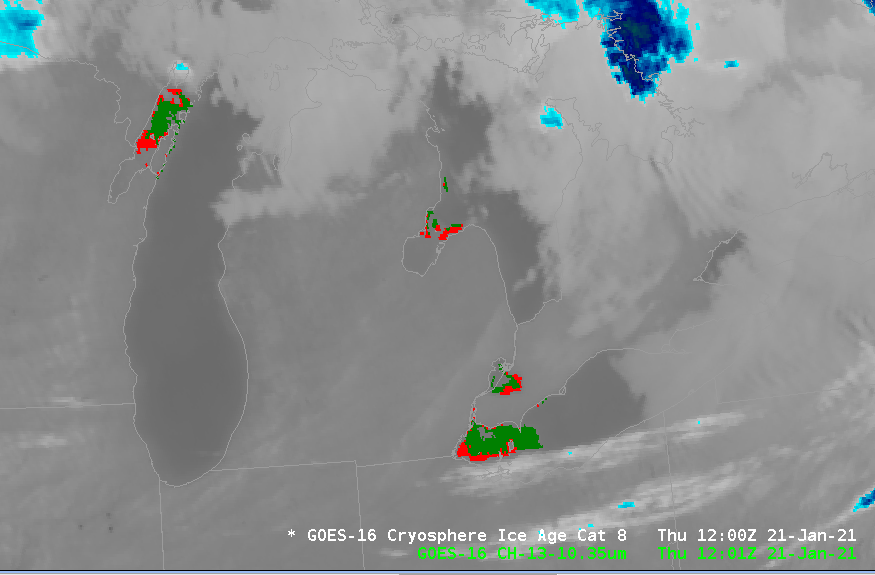 * GOES-16 Cryosphere Ice Age Cat 8 Thu 12:00Z 21-Jan-21
GOES-16 CH-13-10.35um Thu 12:01Z 21-Jan-21